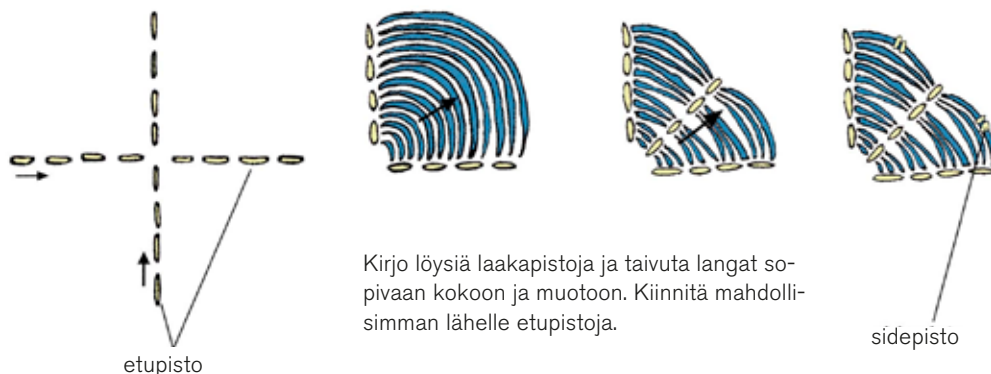 Kirjo löysiä laakapistoja ja taivuta langat so-
pivaan kokoon ja muotoon. Kiinnitä mahdolli-
simman lähelle etupistoja.
sidepisto
etupisto